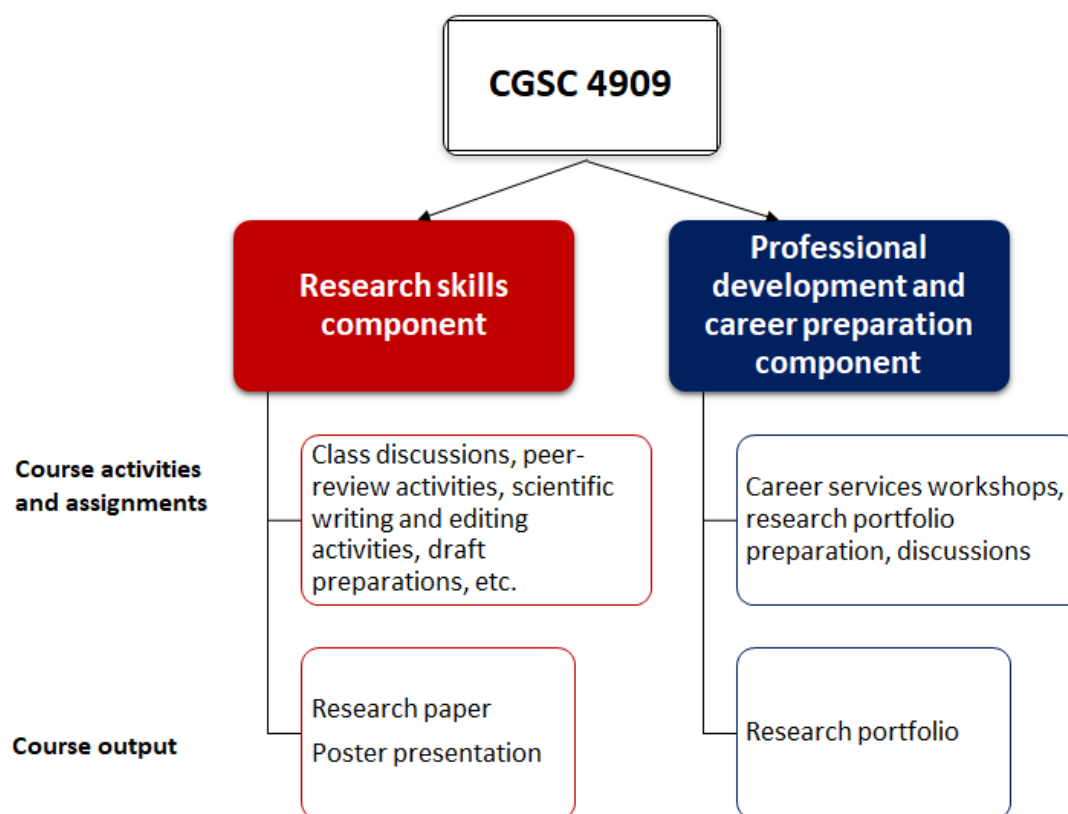 CGSC 4909
Research skills
component
Professional
development and
career preparation
component
Course activities
and assignments
Class discussions, peer-
review activities, scientific
writing and editing
activities, draft
preparations, etc.
Career services workshops,
research portfolio
preparation, discussions
Course output
Research paper
Poster presentation
Research portfolio